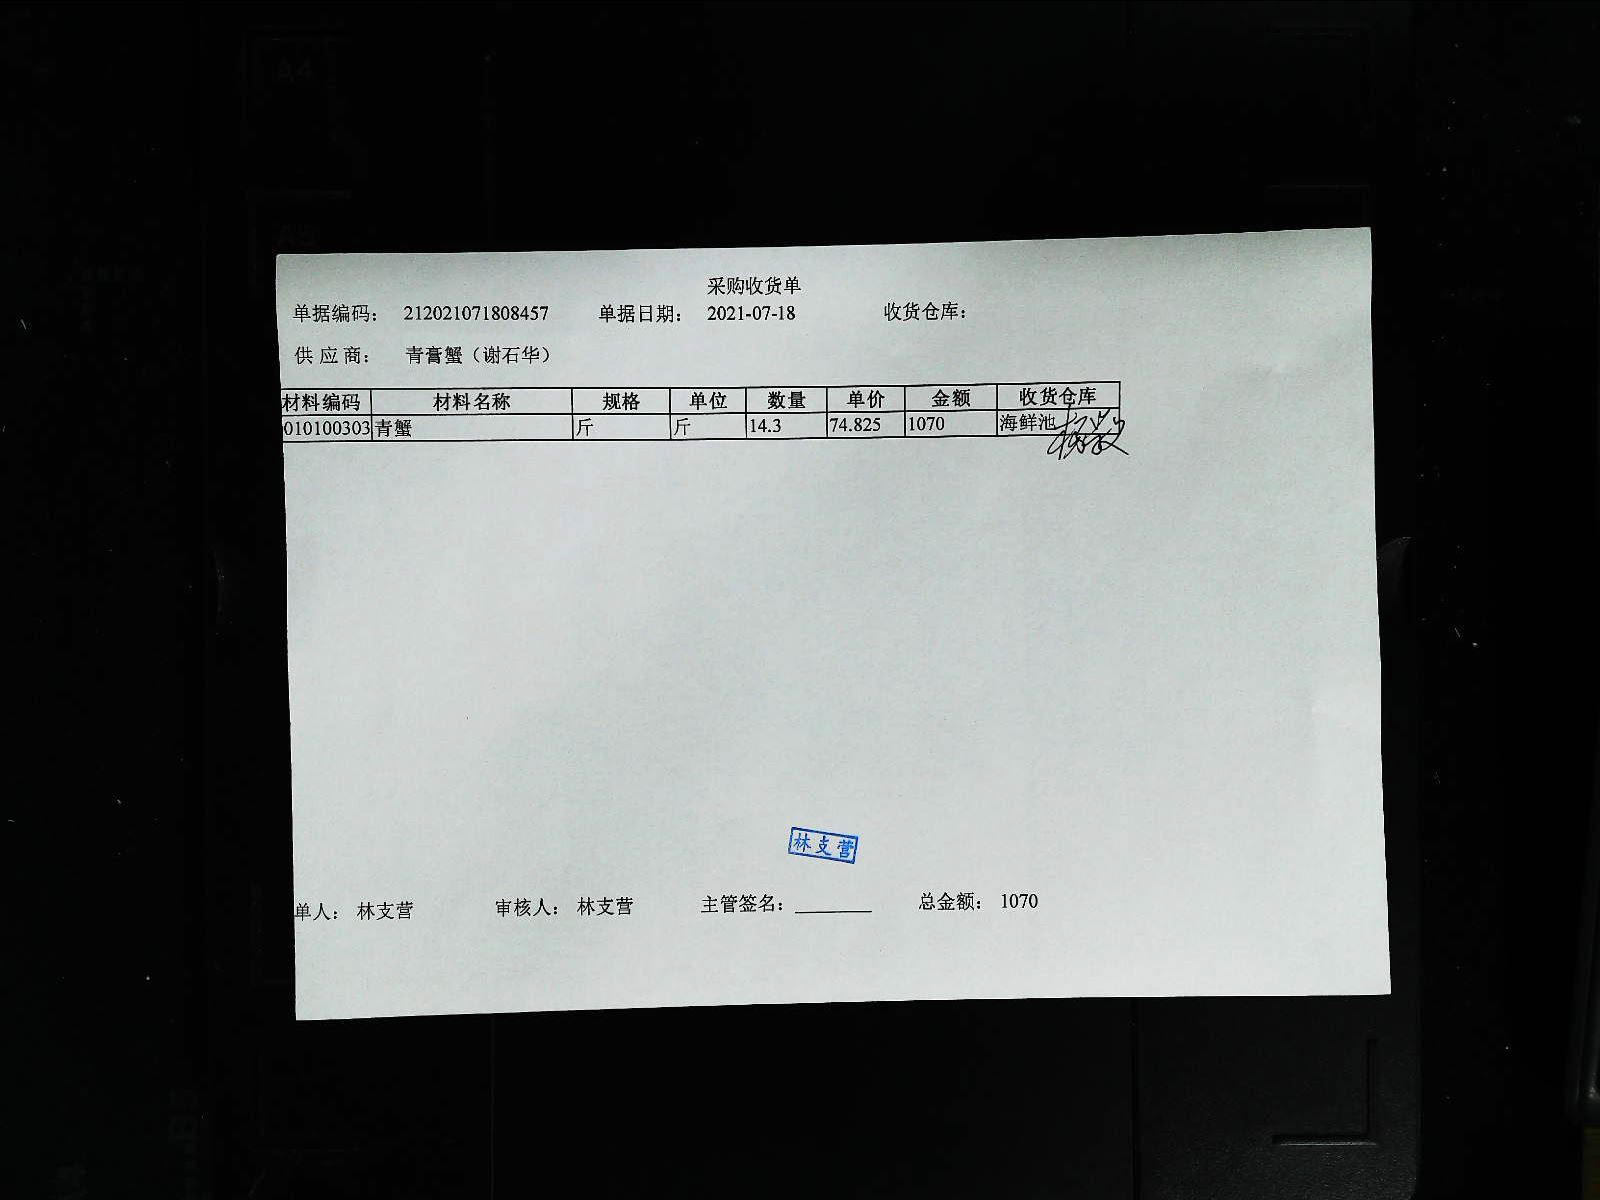 采购收货单
单据编码： 212021071808457 单据日期： 2021-07-18 收货仓库：
供 应 商： 青膏蟹（谢石华）
材料编码 材料名称 规格 单位 数量 单价 金额 收货仓库
010100303 青蟹 斤 斤 14.3 74.825 1070 海鲜池
林支营
单人： 林支营 审核人： 林支营 主管签名： 总金额： 1070